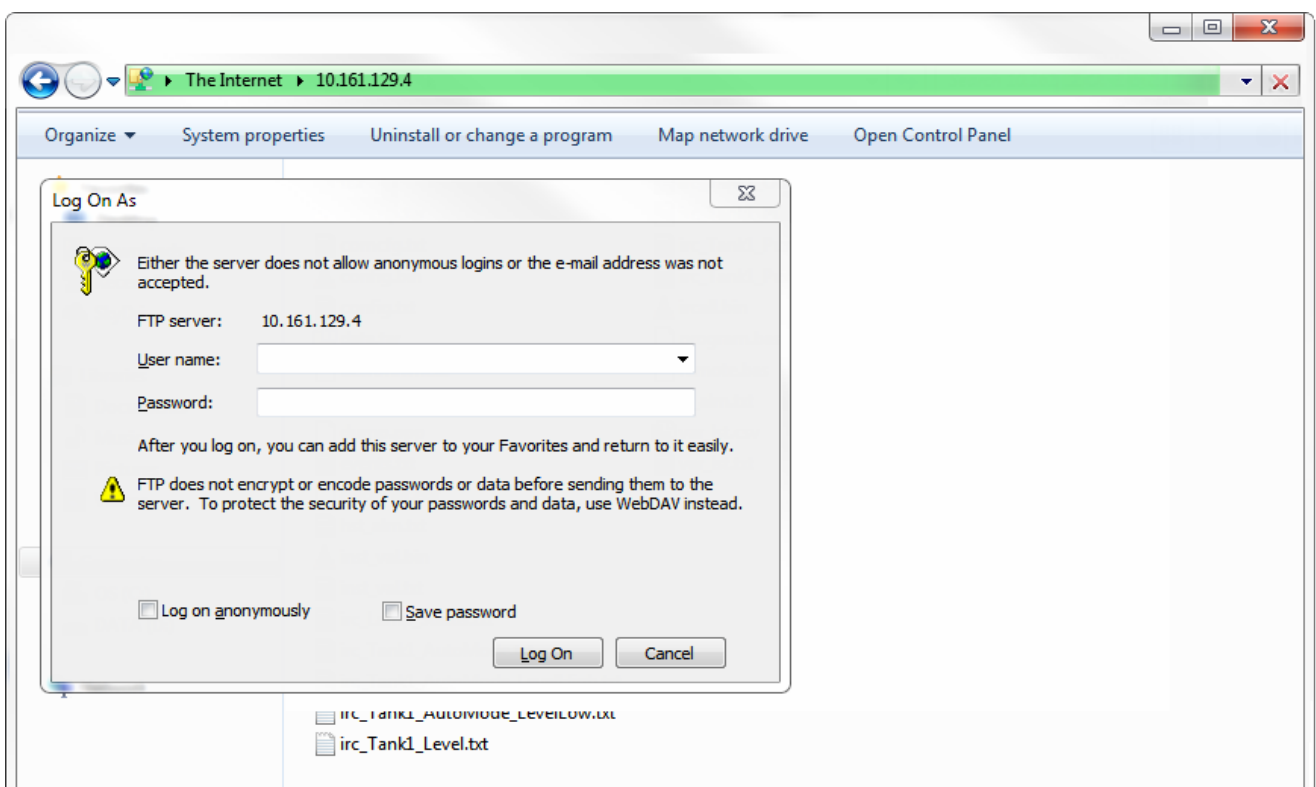 The Internet 10.161.129.4
Organize System properties Uninstall or change a program Map network drive Open Control Panel
Log On As
Either the server does not allow anonymous logins or the e-mail address was not
accepted.
FTP server: 10.161.129.4
User name:
Password:
After you log on, you can add this server to your Favorites and return to it easily.
FTP does not encrypt or encode passwords or data before sending them to the
server. To protect the security of your passwords and data, use WebDAV instead.
Log on anonymously Save password
Log On Cancel
irc_Tank1_AutoMode_LevelLow.txt
irc_Tank1_Level.txt